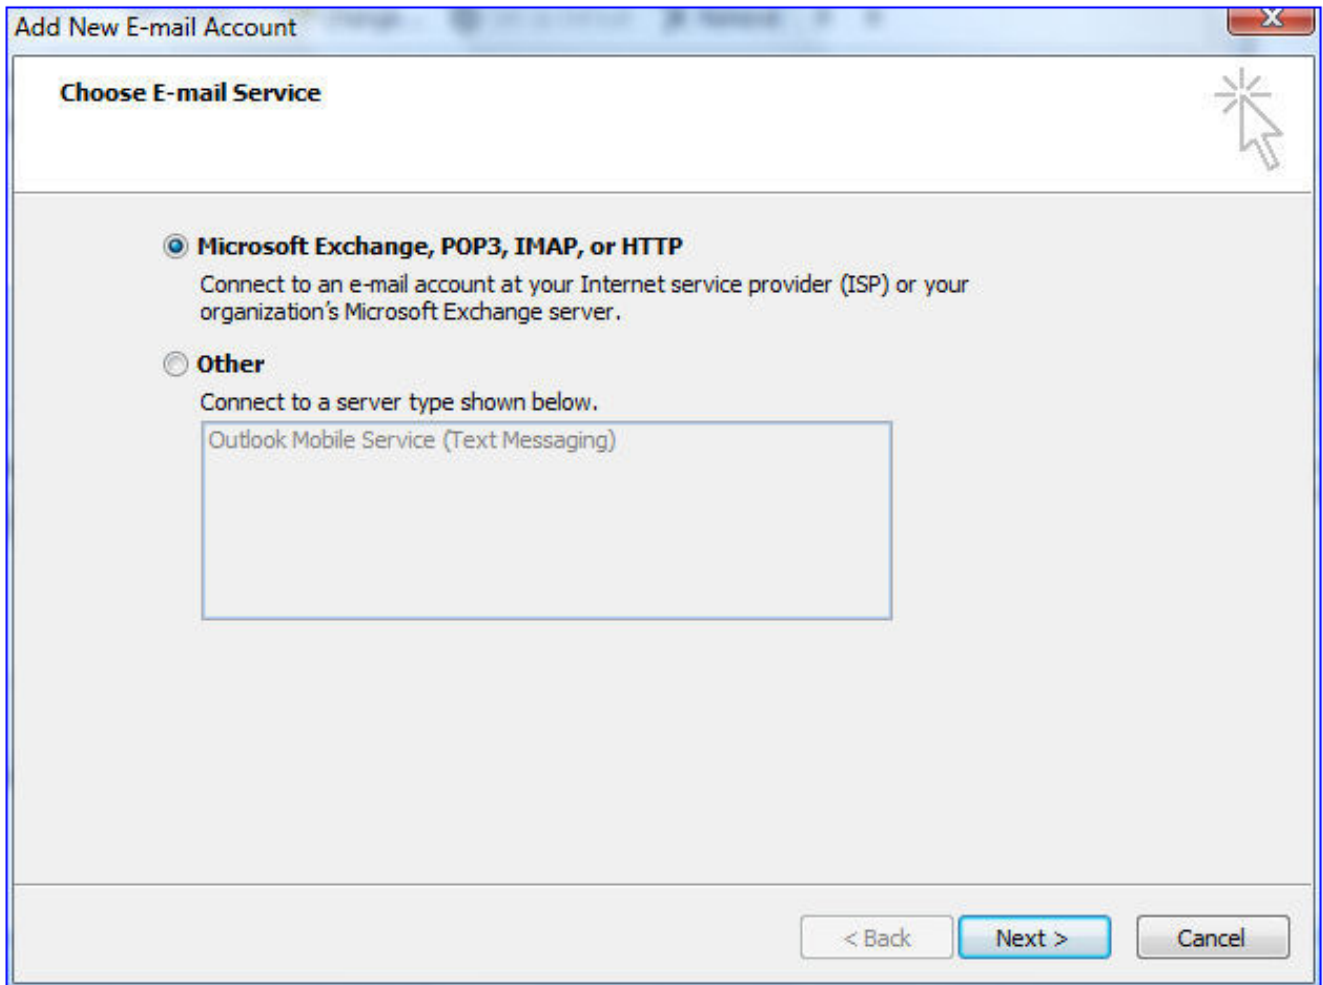 Add New E-mail Account
Choose E-mail Service
Microsoft Exchange, POP3, IMAP, or HTTP
Connect to an e-mail account at your Internet service provider (ISP) or your
organization's Microsoft Exchange server.
Other
Connect to a server type shown below.
Outlook Mobile Service (Text Messaging)
< Back
Next >
Cancel